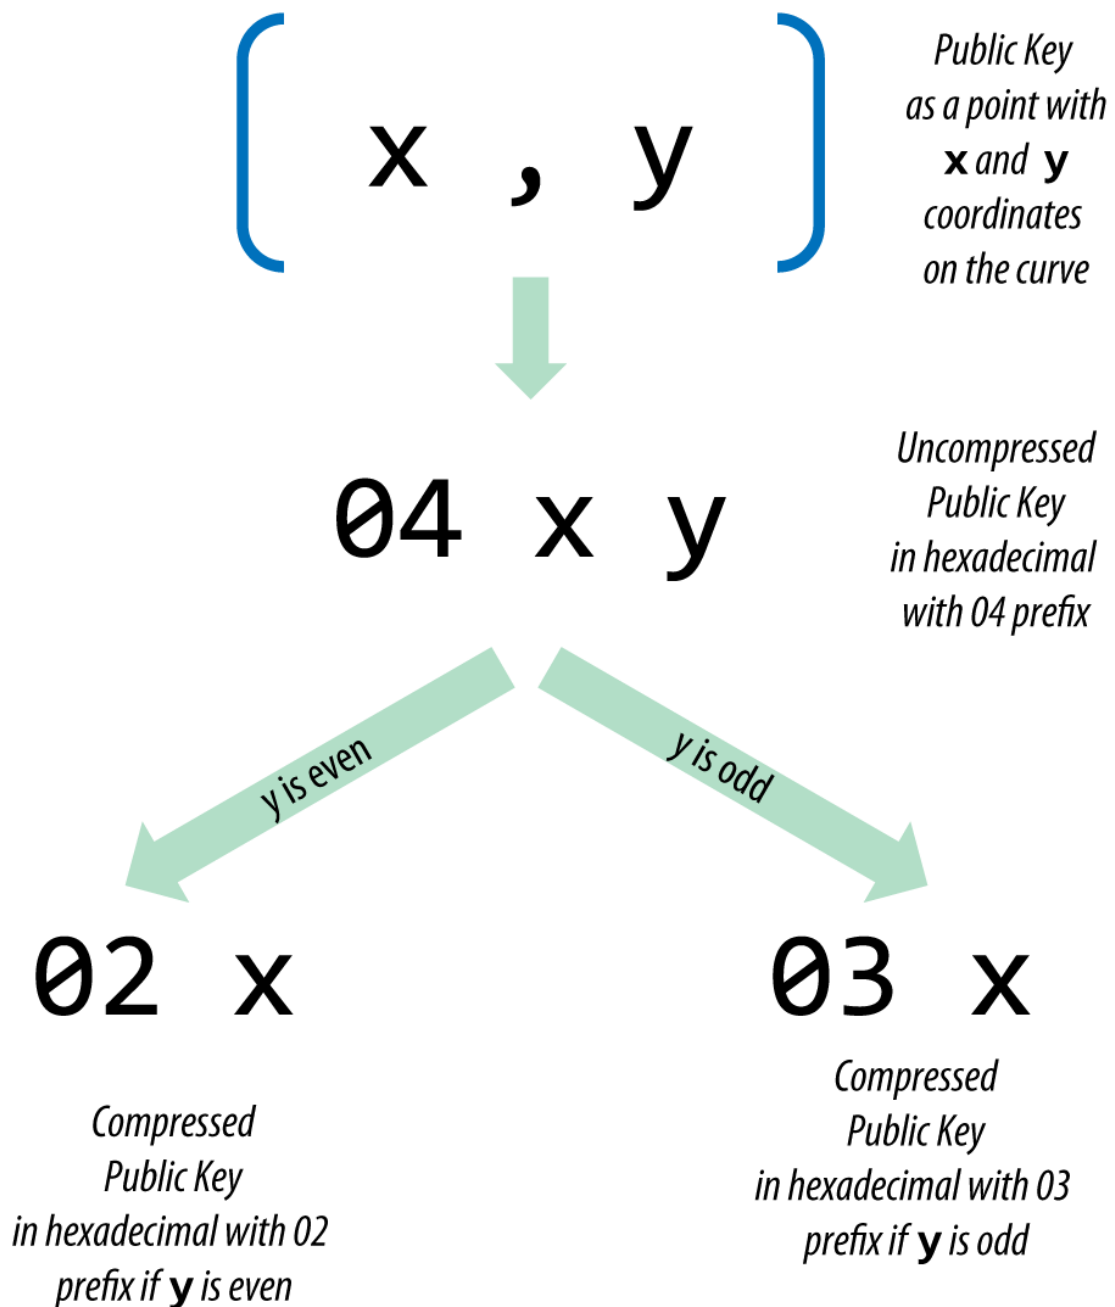 x , y
Public Key
as a point with
x and y
coordinates
on the curve
04 x y
Uncompressed
Public Key
in hexadecimal
with 04 prefix
y is even
y is odd
02 x
03 x
Compressed
Public Key
in hexadecimal with 02
prefix if y is even
Compressed
Public Key
in hexadecimal with 03
prefix if y is odd